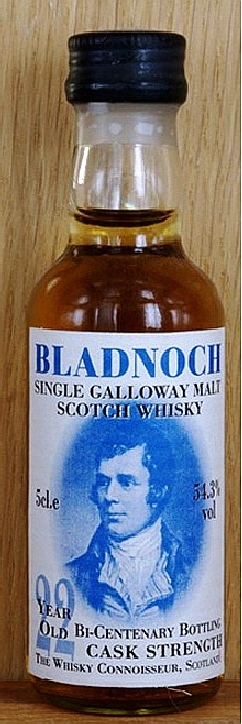 BLADNOCH
SINGLE GALLOWAY MALT
SCOTCH WHISKY
5cl.e
54.3%
vol
22
YEAR
OLD BI-CENTENARY BOTTLING
CASK STRENGTH
THE WHISKY CONNOISSEUR, SCOTLAND